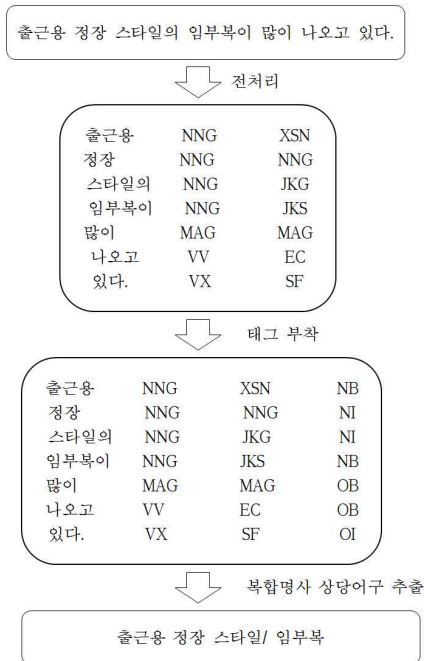 출근용 정장 스타일의 임부복이 많이 나오고 있다.
전처리
출근용 NNG XSN
정장 NNG NNG
스타일의 NNG JKG
임부복이 NNG JKS
많이 MAG MAG
나오고 VV EC
있다. VX SF
태그 부착
출근용 NNG XSN NB
정장 NNG NNG NI
스타일의 NNG JKG NI
임부복이 NNG JKS NB
많이 MAG MAG OB
나오고 VV EC OB
있다. VX SF OI
복합명사 상당어구 추출
출근용 정장 스타일/ 임부복